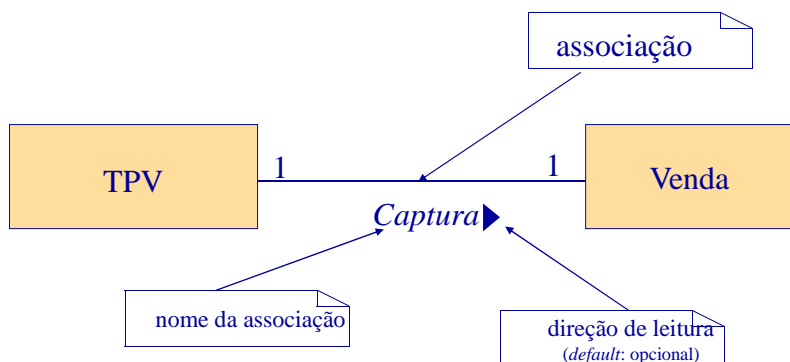 associação
TPV
1
1
Venda
Captura
nome da associação
direção de leitura
(default: opcional)